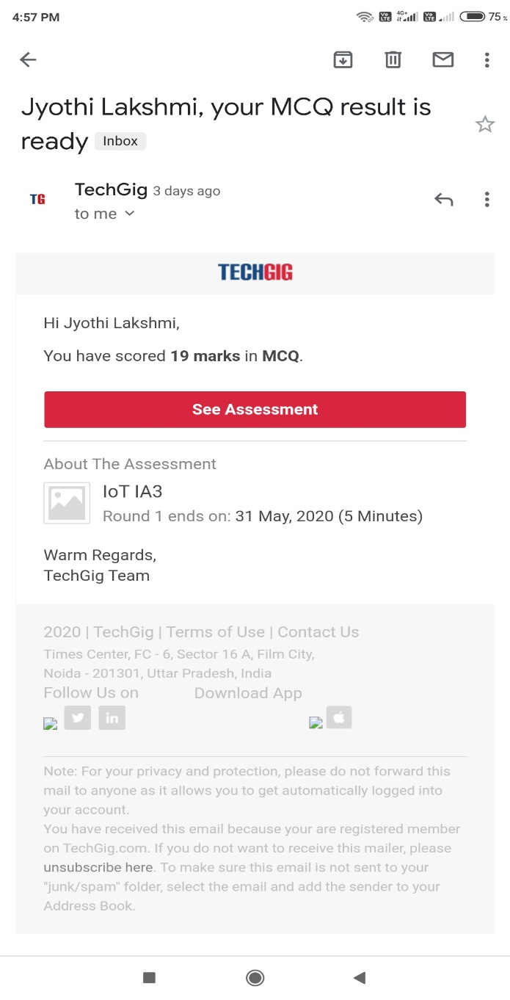 4:57 PM
Vo LTE 4G+ Vo LTE 75%
Jyothi Lakshmi, your MCQ result is
ready Inbox
TG
TechGig 3 days ago
to me
TECHGIG
Hi Jyothi Lakshmi,
You have scored 19 marks in MCQ.
See Assessment
About The Assessment
IoT IA3
Round 1 ends on: 31 May, 2020 (5 Minutes)
Warm Regards,
TechGig Team
2020 | TechGig | Terms of Use | Contact Us
Times Center, FC - 6, Sector 16 A, Film City,
Noida - 201301, Uttar Pradesh, India
Follow Us on Download App
in
Note: For your privacy and protection, please do not forward this
mail to anyone as it allows you to get automatically logged into
your account.
You have received this email because your are registered member
on TechGig.com. If you do not want to receive this mailer, please
unsubscribe here. To make sure this email is not sent to your
"junk/spam" folder, select the email and add the sender to your
Address Book.